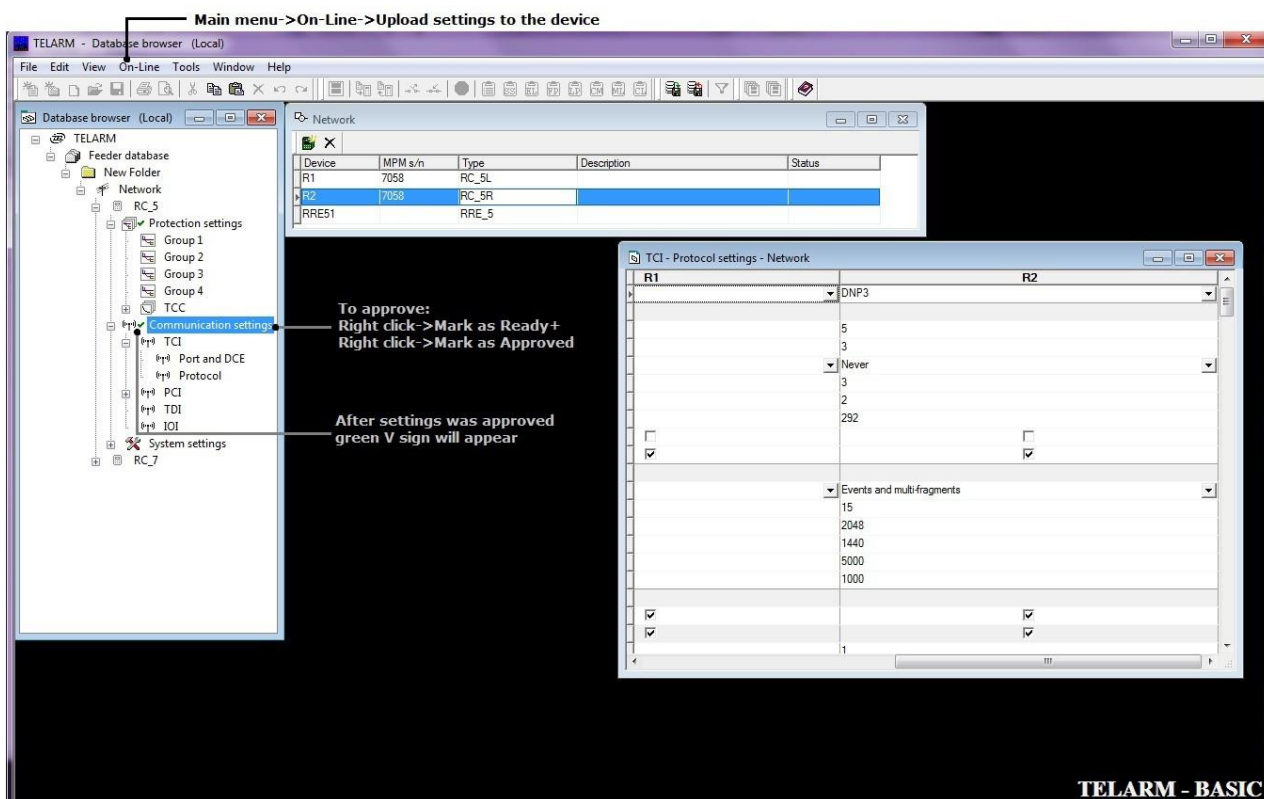 Main menu->On-Line->Upload settings to the device
TELARM - Database browser (Local)
File Edit View On-Line Tools Window Help
Database browser (Local)
TELARM
Feeder database
New Folder
Network
RC_5
Protection settings
Group 1
Group 2
Group 3
Group 4
TCC
Communication settings
TCI
Port and DCE
Protocol
PCI
TDI
IOI
System settings
RC_7
Network
Device MPM s/n Type Description Status
R1 7058 RC_5L
R2 7058 RC_5R
RRE51 RRE_5
To approve:
Right click->Mark as Ready+
Right click->Mark as Approved
After settings was approved
green V sign will appear
TCI - Protocol settings - Network
R1 R2
DNP3
5
3
Never
3
2
292
Events and multi-fragments
15
2048
1440
5000
1000
1
TELARM - BASIC